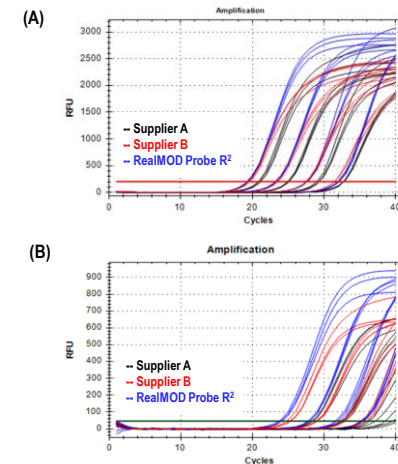 (A)
Amplification
3000
2500
2000
1500
1000
500
0
RFU
-- Supplier A
-- Supplier B
-- RealMOD Probe R²
0
10
20
30
40
Cycles
(B)
Amplification
900
800
700
600
500
400
300
200
100
0
RFU
-- Supplier A
-- Supplier B
-- RealMOD Probe R²
0
10
20
30
40
Cycles